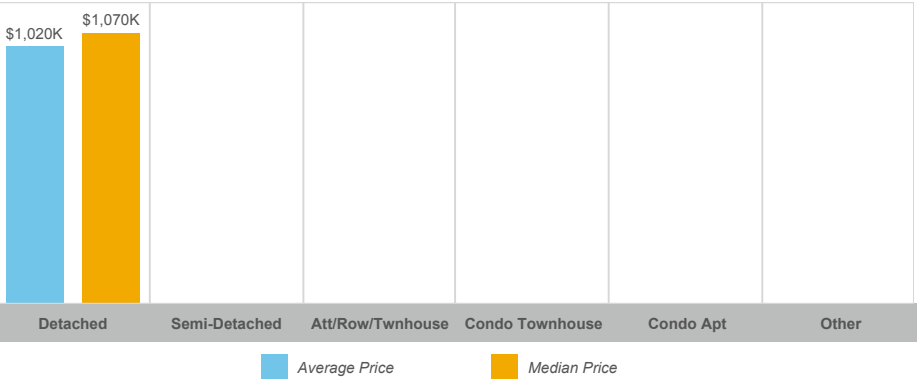 $1,070K
$1,020K
Detached Semi-Detached Att/Row/Twnhouse Condo Townhouse Condo Apt Other
Average Price Median Price